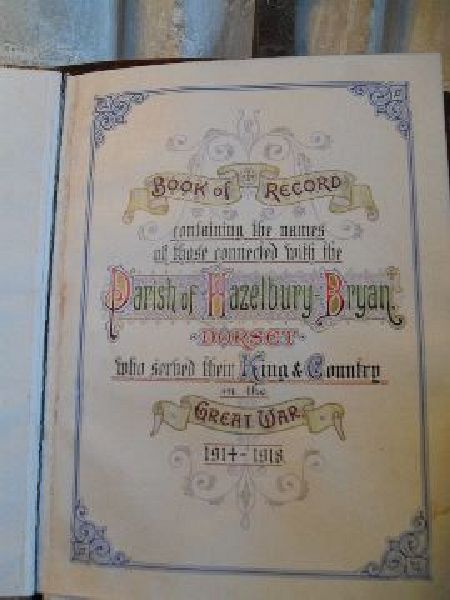 Book of Record
containing the names
of those connected with the
Parish of Hazelbury-Bryan,
- DORSET -
who served their King & Country
in the
GREAT WAR
1914-1918